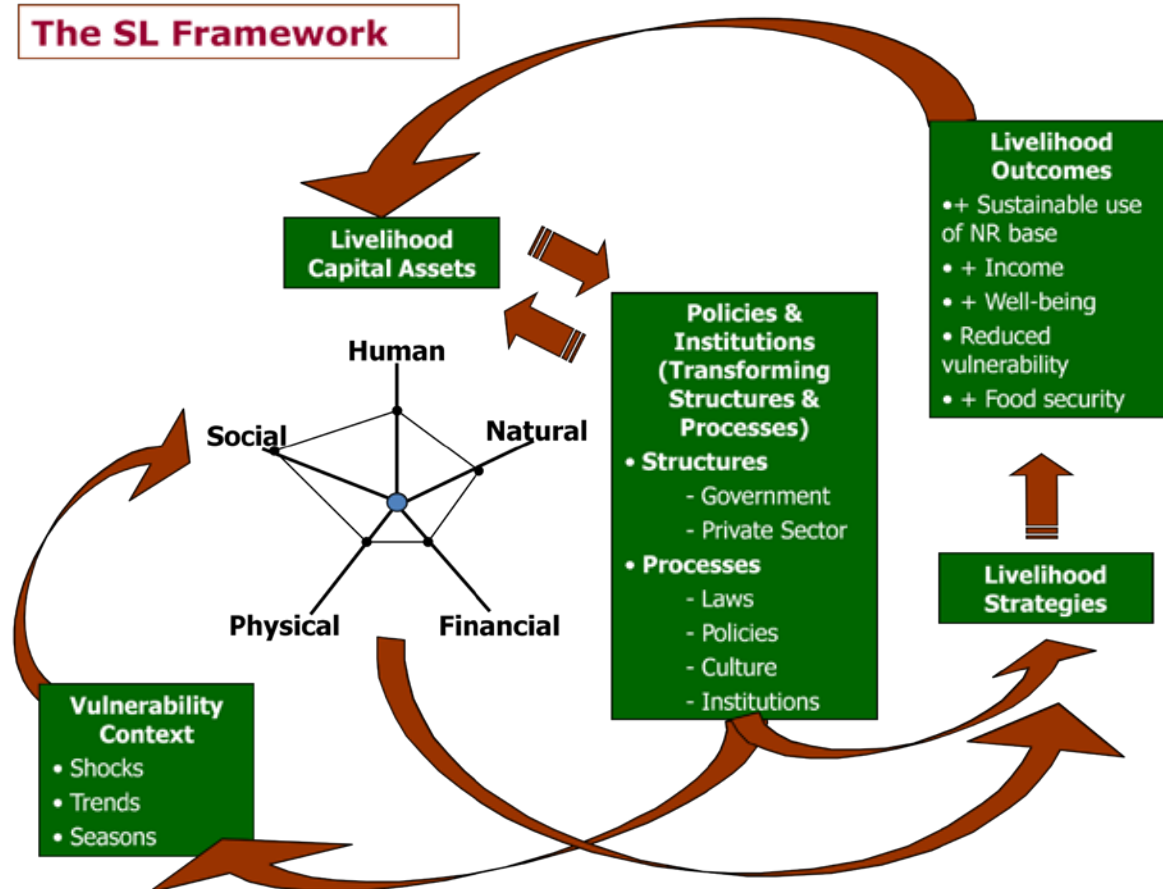 The SL Framework
Livelihood
Outcomes
•+ Sustainable use
of NR base
• + Income
• + Well-being
• Reduced
vulnerability
• + Food security
Livelihood
Capital Assets
Policies &
Institutions
(Transforming
Structures &
Processes)
• Structures
- Government
- Private Sector
• Processes
- Laws
- Policies
- Culture
- Institutions
Human
Social
Natural
Physical
Financial
Livelihood
Strategies
Vulnerability
Context
• Shocks
• Trends
• Seasons